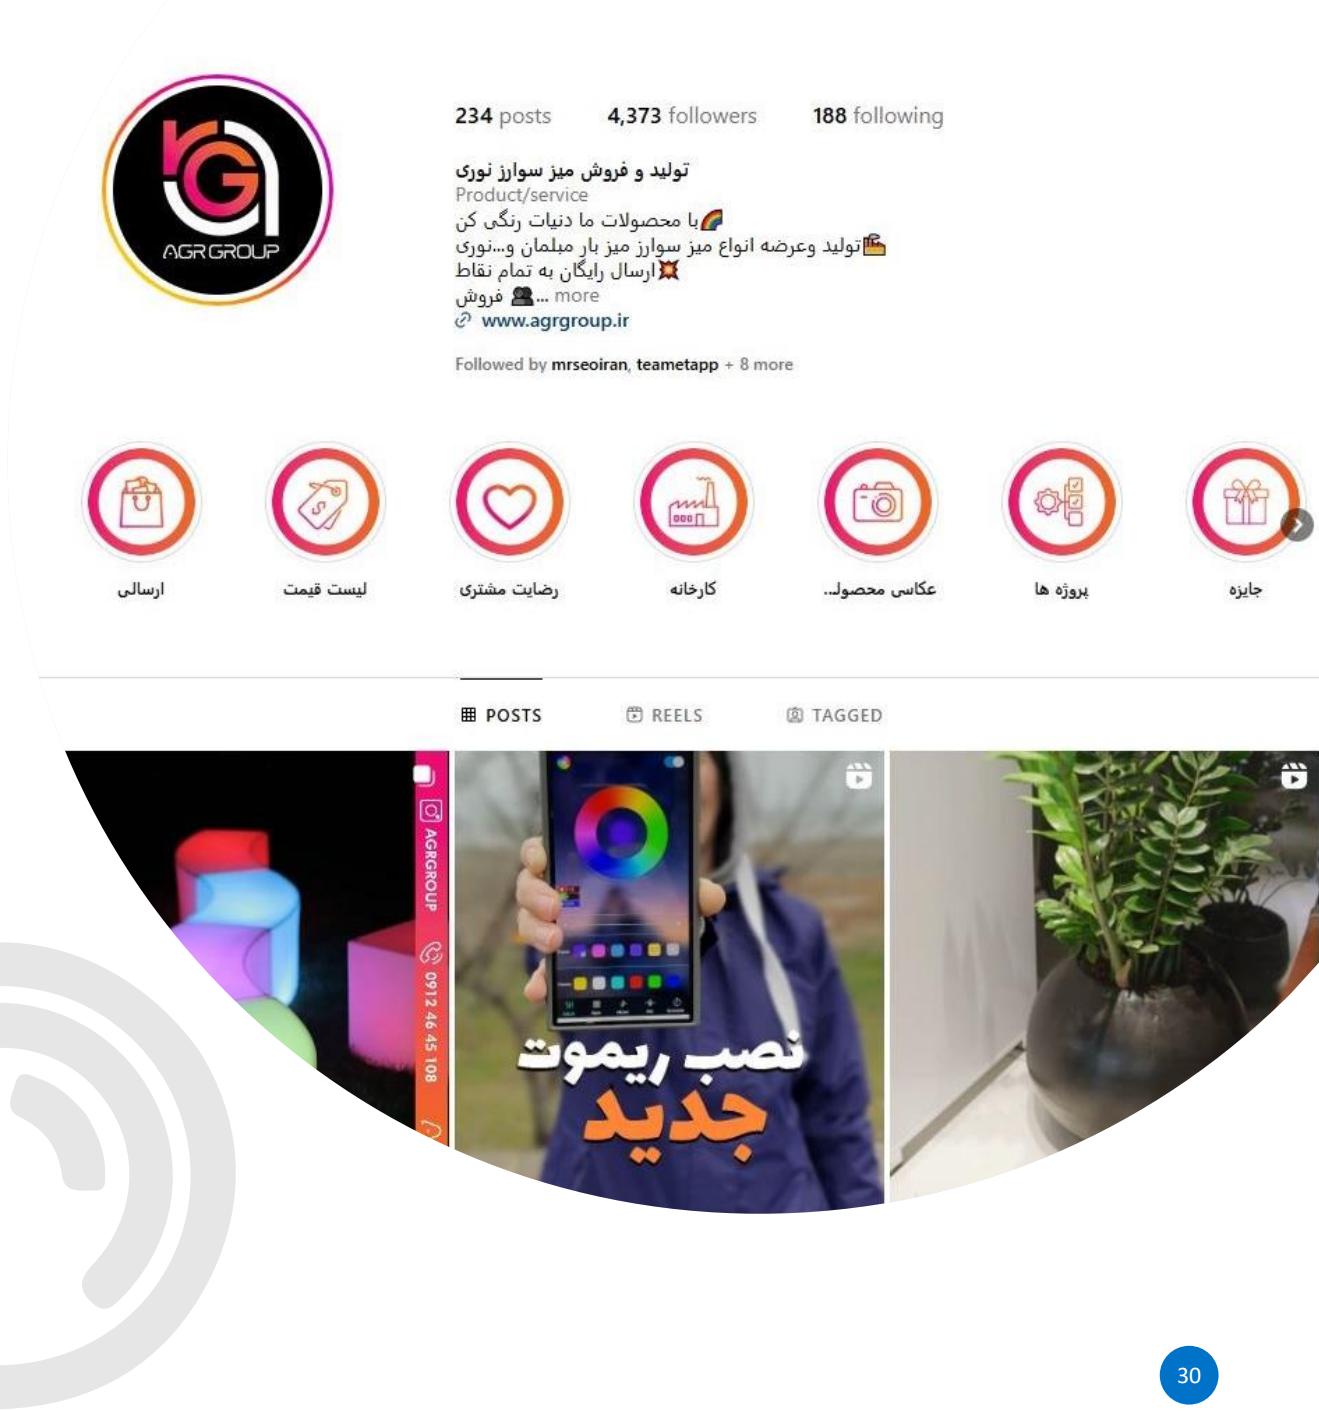 AGR GROUP
234 posts 4,373 followers 188 following
تولید و فروش میز سوارز نوری
Product/service
🌈با محصولات ما دنیات رنگی کن
🏭تولید وعرضه انواع میز سوارز میز بار مبلمان و...نوری
💥ارسال رایگان به تمام نقاط
👥 فروش... more
www.agrgroup.ir
Followed by mrseoiran, teametapp + 8 more
ارسالی
لیست قیمت
رضایت مشتری
کارخانه
عکاسی محصولـ...
پروژه ها
جایزه
POSTS REELS TAGGED
AGRGROUP 0912 46 45 108
نصب ریموت
جدید
30